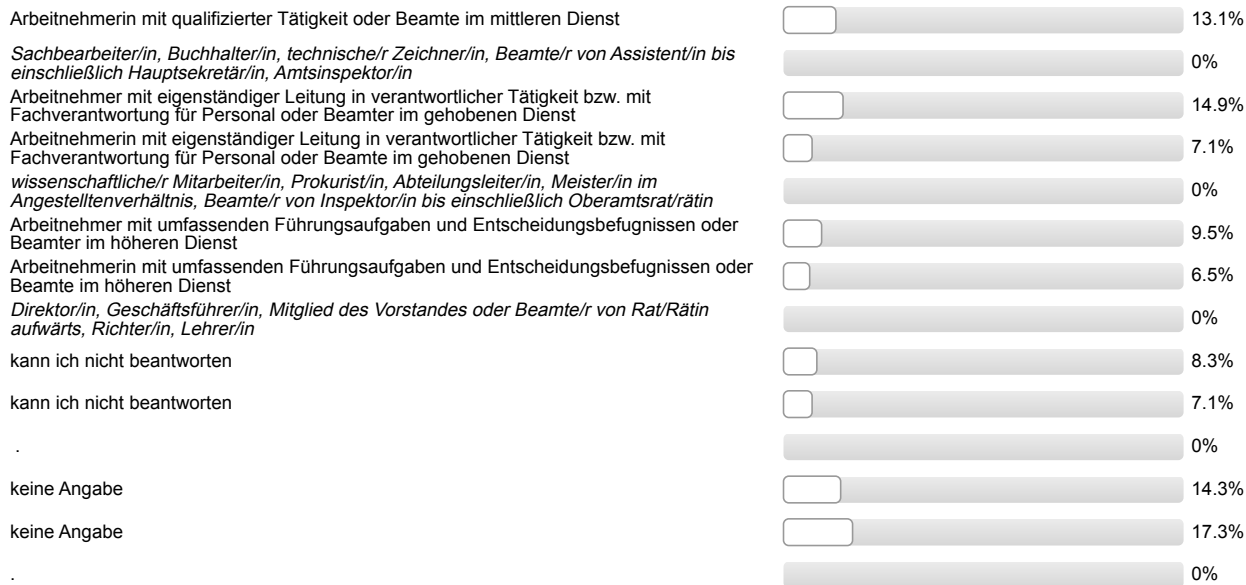 Arbeitnehmerin mit qualifizierter Tätigkeit oder Beamte im mittleren Dienst 13.1%
Sachbearbeiter/in, Buchhalter/in, technische/r Zeichner/in, Beamte/r von Assistent/in bis
einschließlich Hauptsekretär/in, Amtsinspektor/in 0%
Arbeitnehmer mit eigenständiger Leitung in verantwortlicher Tätigkeit bzw. mit
Fachverantwortung für Personal oder Beamter im gehobenen Dienst 14.9%
Arbeitnehmerin mit eigenständiger Leitung in verantwortlicher Tätigkeit bzw. mit
Fachverantwortung für Personal oder Beamte im gehobenen Dienst 7.1%
wissenschaftliche/r Mitarbeiter/in, Prokurist/in, Abteilungsleiter/in, Meister/in im
Angestelltenverhältnis, Beamte/r von Inspektor/in bis einschließlich Oberamtsrat/rätin 0%
Arbeitnehmer mit umfassenden Führungsaufgaben und Entscheidungsbefugnissen oder
Beamter im höheren Dienst 9.5%
Arbeitnehmerin mit umfassenden Führungsaufgaben und Entscheidungsbefugnissen oder
Beamte im höheren Dienst 6.5%
Direktor/in, Geschäftsführer/in, Mitglied des Vorstandes oder Beamte/r von Rat/Rätin
aufwärts, Richter/in, Lehrer/in 0%
kann ich nicht beantworten 8.3%
kann ich nicht beantworten 7.1%
. 0%
keine Angabe 14.3%
keine Angabe 17.3%
. 0%